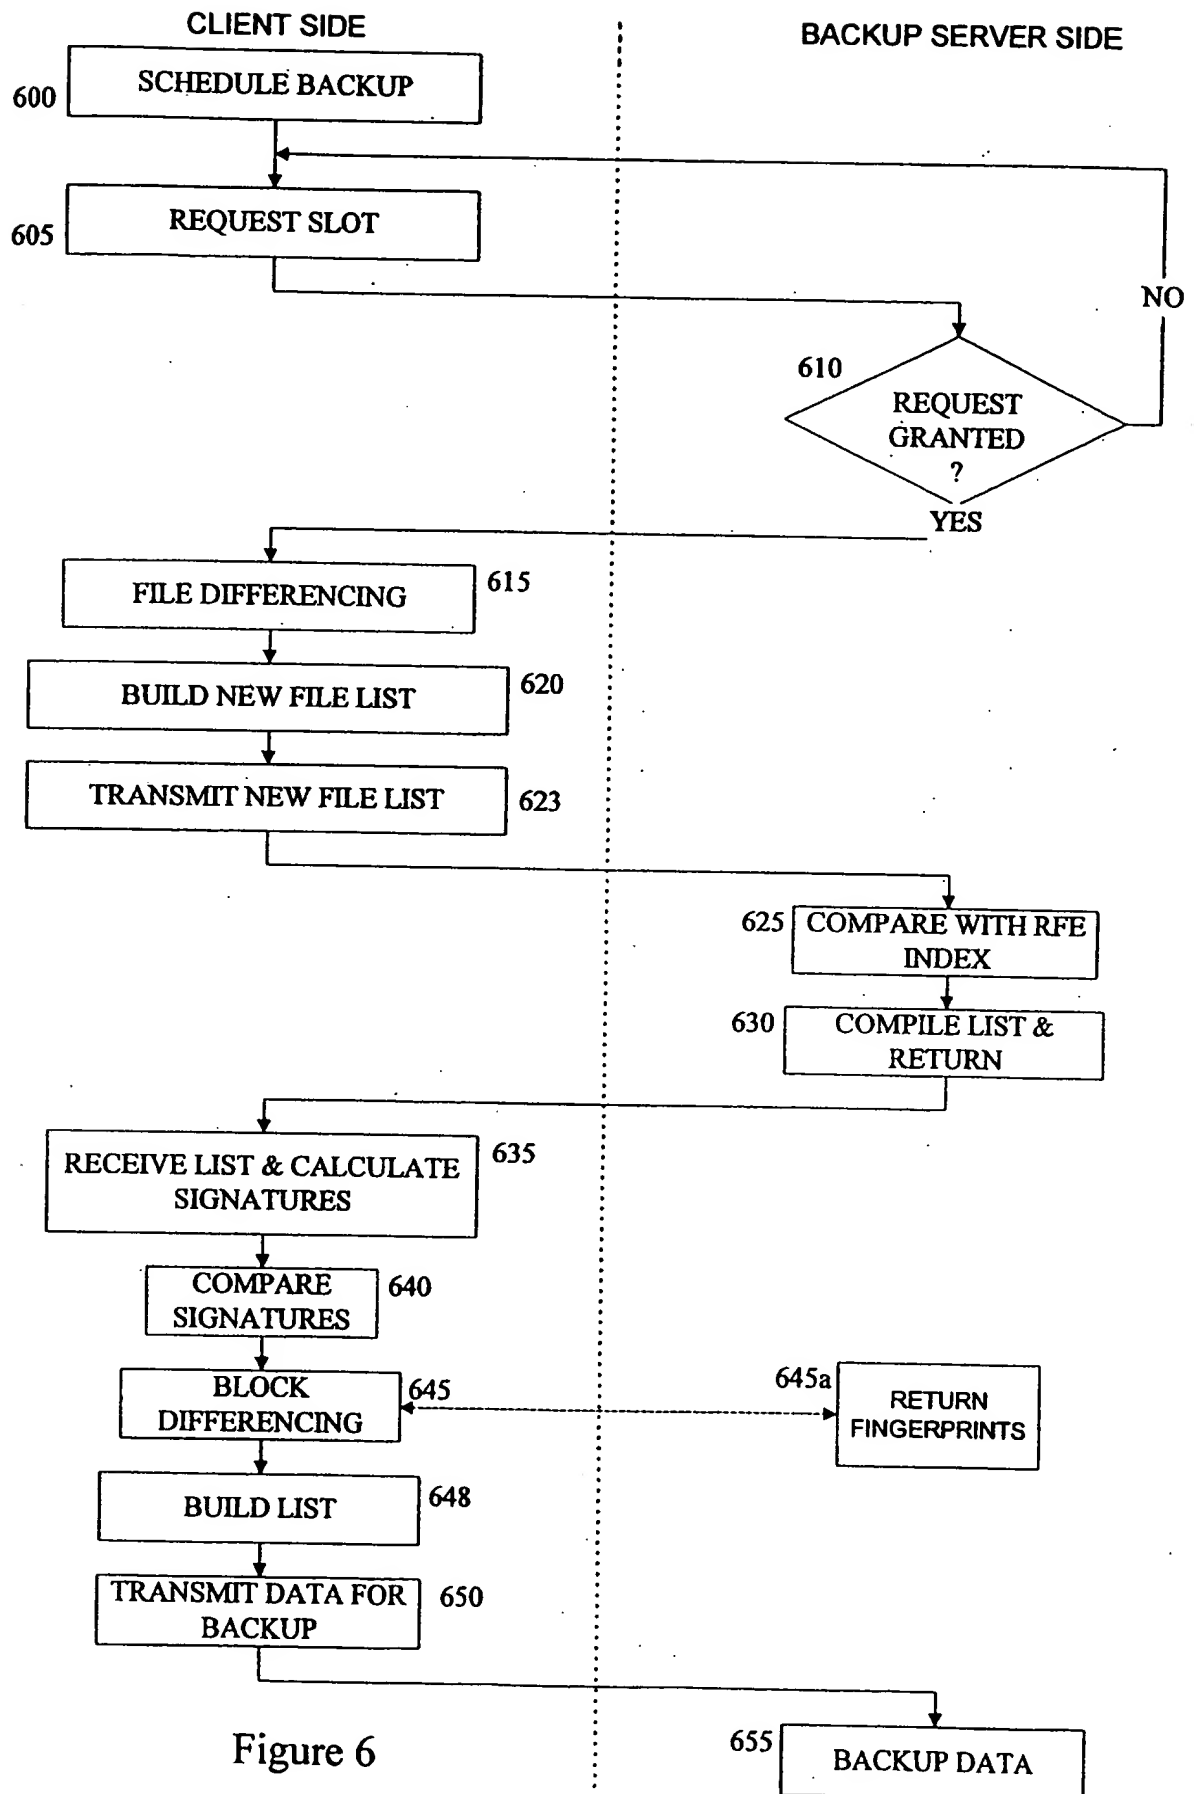 CLIENT SIDE
BACKUP SERVER SIDE
600
SCHEDULE BACKUP
605
REQUEST SLOT
NO
610
REQUEST
GRANTED
?
YES
FILE DIFFERENCING
615
BUILD NEW FILE LIST
620
TRANSMIT NEW FILE LIST
623
625
COMPARE WITH RFE
INDEX
630
COMPILE LIST &
RETURN
RECEIVE LIST & CALCULATE
SIGNATURES
635
COMPARE
SIGNATURES
640
BLOCK
DIFFERENCING
645
645a
RETURN
FINGERPRINTS
BUILD LIST
648
TRANSMIT DATA FOR
BACKUP
650
655
BACKUP DATA
Figure 6